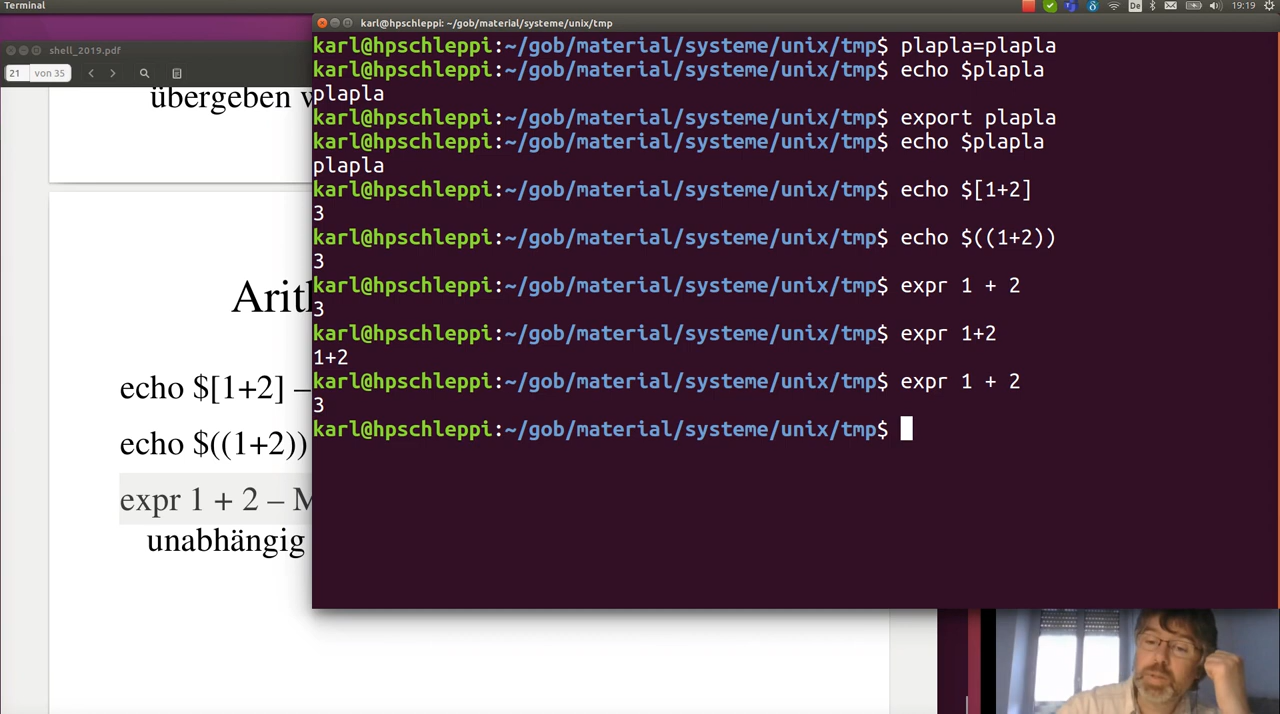 Terminal
De
19:19
karl@hpschleppi: ~/gob/material/systeme/unix/tmp
shell_2019.pdf
21 von 35
übergeben
Arit
echo $[1+2] –
echo $((1+2))
expr 1 + 2 – M
unabhängig
karl@hpschleppi:~/gob/material/systeme/unix/tmp$ plapla=plapla
karl@hpschleppi:~/gob/material/systeme/unix/tmp$ echo $plapla
plapla
karl@hpschleppi:~/gob/material/systeme/unix/tmp$ export plapla
karl@hpschleppi:~/gob/material/systeme/unix/tmp$ echo $plapla
plapla
karl@hpschleppi:~/gob/material/systeme/unix/tmp$ echo $[1+2]
3
karl@hpschleppi:~/gob/material/systeme/unix/tmp$ echo $((1+2))
3
karl@hpschleppi:~/gob/material/systeme/unix/tmp$ expr 1 + 2
3
karl@hpschleppi:~/gob/material/systeme/unix/tmp$ expr 1+2
1+2
karl@hpschleppi:~/gob/material/systeme/unix/tmp$ expr 1 + 2
3
karl@hpschleppi:~/gob/material/systeme/unix/tmp$